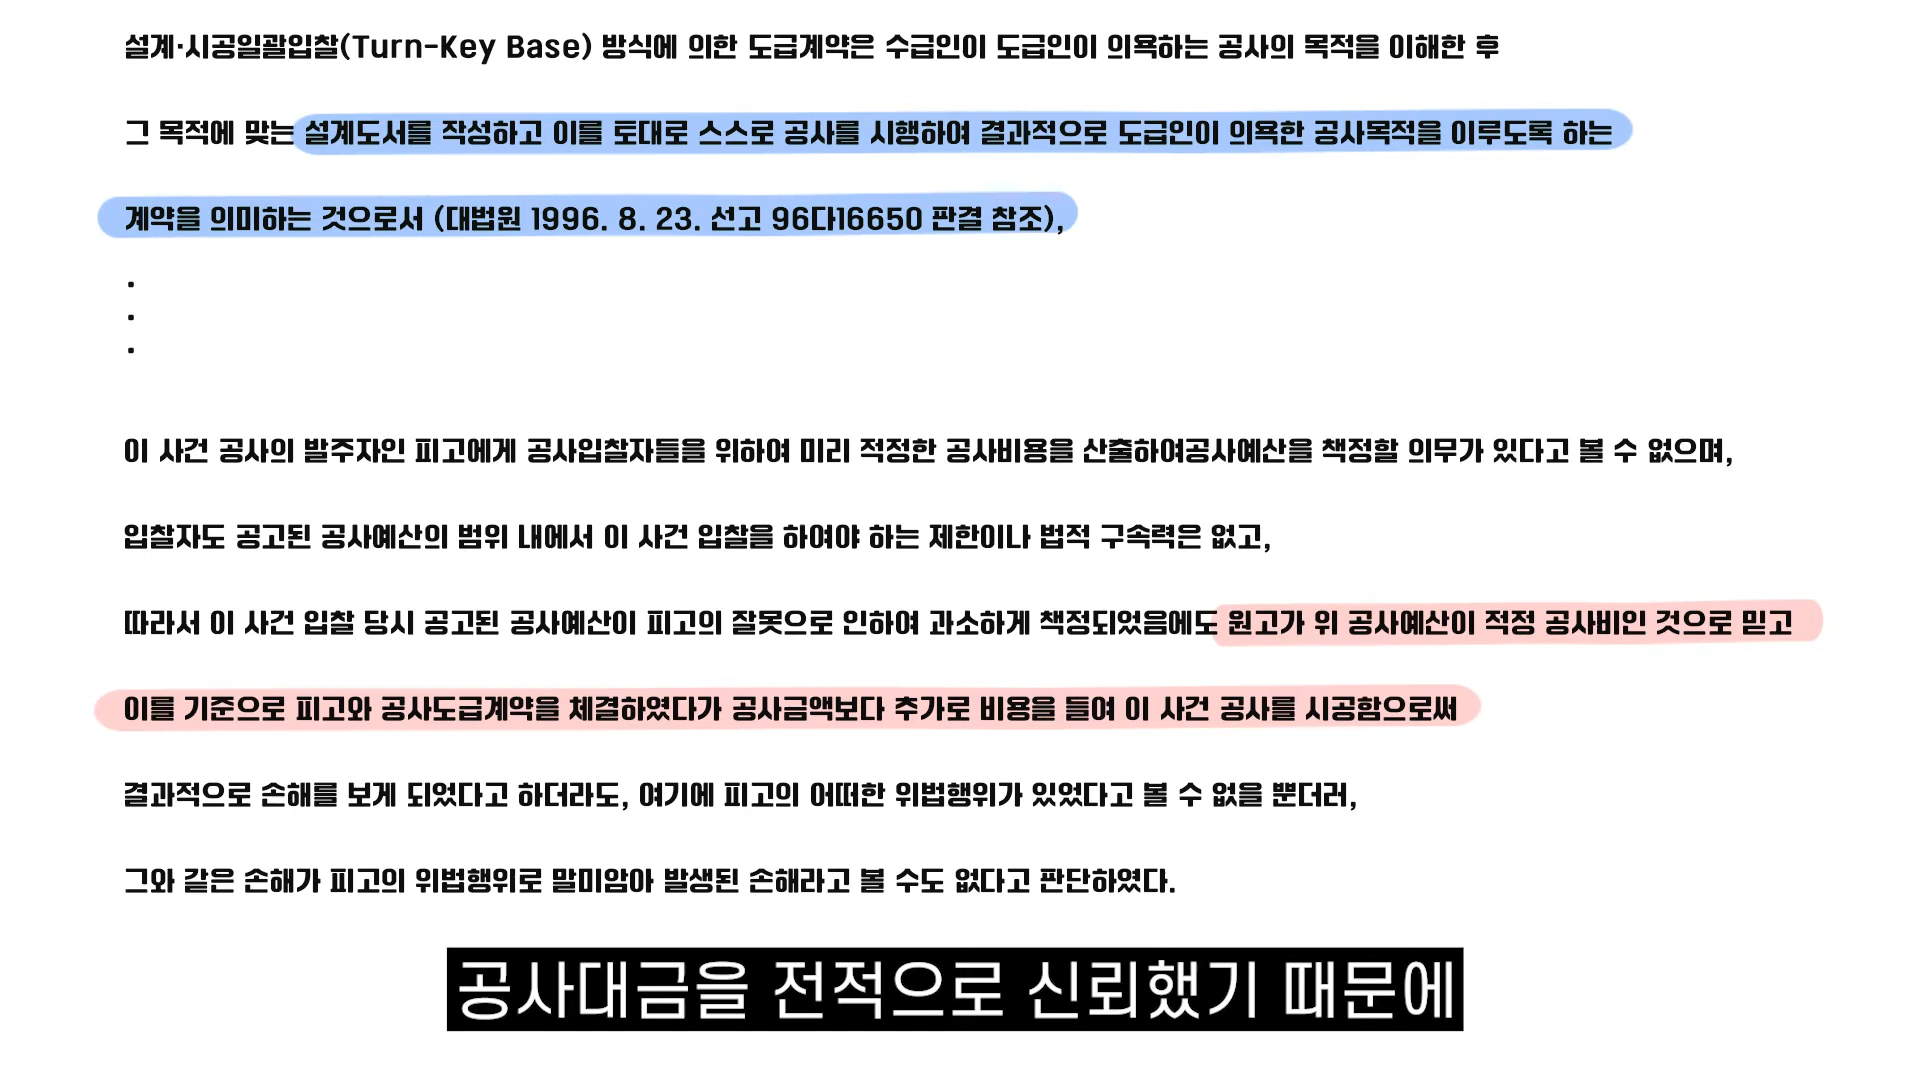 설계·시공일괄입찰(Turn-Key Base) 방식에 의한 도급계약은 수급인이 도급인이 의욕하는 공사의 목적을 이해한 후
그 목적에 맞는 설계도서를 작성하고 이를 토대로 스스로 공사를 시행하여 결과적으로 도급인이 의욕한 공사목적을 이루도록 하는
계약을 의미하는 것으로서 (대법원 1996. 8. 23. 선고 96다16650 판결 참조),
.
.
.
이 사건 공사의 발주자인 피고에게 공사입찰자들을 위하여 미리 적정한 공사비용을 산출하여공사예산을 책정할 의무가 있다고 볼 수 없으며,
입찰자도 공고된 공사예산의 범위 내에서 이 사건 입찰을 하여야 하는 제한이나 법적 구속력은 없고,
따라서 이 사건 입찰 당시 공고된 공사예산이 피고의 잘못으로 인하여 과소하게 책정되었음에도 원고가 위 공사예산이 적정 공사비인 것으로 믿고
이를 기준으로 피고와 공사도급계약을 체결하였다가 공사금액보다 추가로 비용을 들여 이 사건 공사를 시공함으로써
결과적으로 손해를 보게 되었다고 하더라도, 여기에 피고의 어떠한 위법행위가 있었다고 볼 수 없을 뿐더러,
그와 같은 손해가 피고의 위법행위로 말미암아 발생된 손해라고 볼 수도 없다고 판단하였다.
공사대금을 전적으로 신뢰했기 때문에